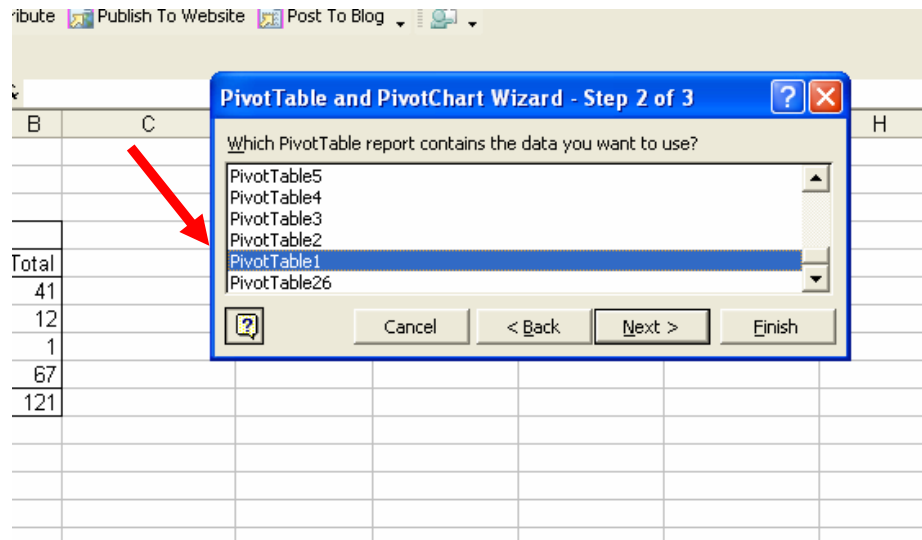 ribute Publish To Website Post To Blog
PivotTable and PivotChart Wizard - Step 2 of 3
B C H
Which PivotTable report contains the data you want to use?
PivotTable5
PivotTable4
PivotTable3
PivotTable2
PivotTable1
PivotTable26
Cancel < Back Next > Finish
Total
41
12
1
67
121